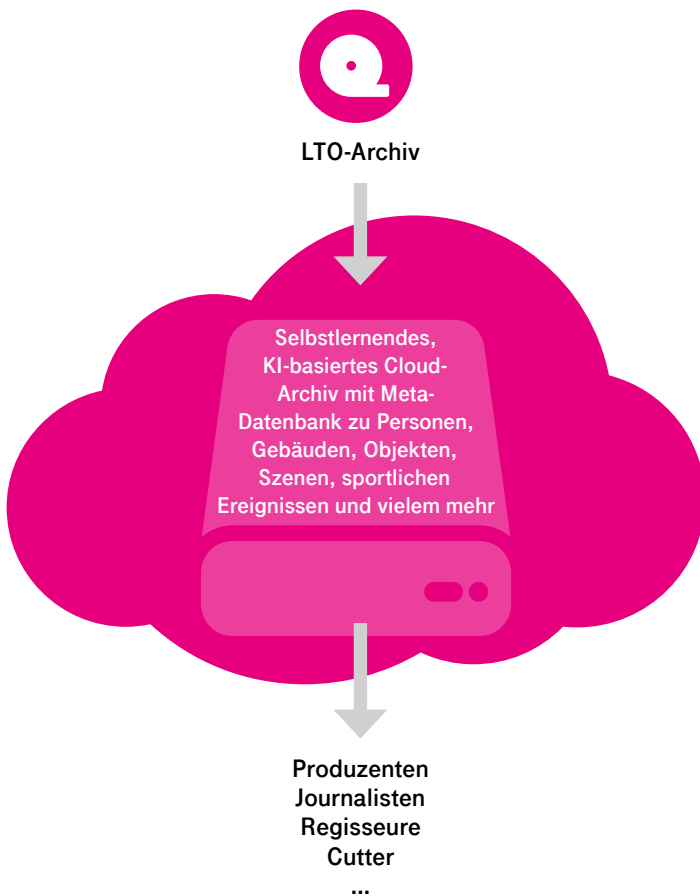 LTO-Archiv
Selbstlernendes,
KI-basiertes Cloud-
Archiv mit Meta-
Datenbank zu Personen,
Gebäuden, Objekten,
Szenen, sportlichen
Ereignissen und vielem mehr
Produzenten
Journalisten
Regisseure
Cutter
...